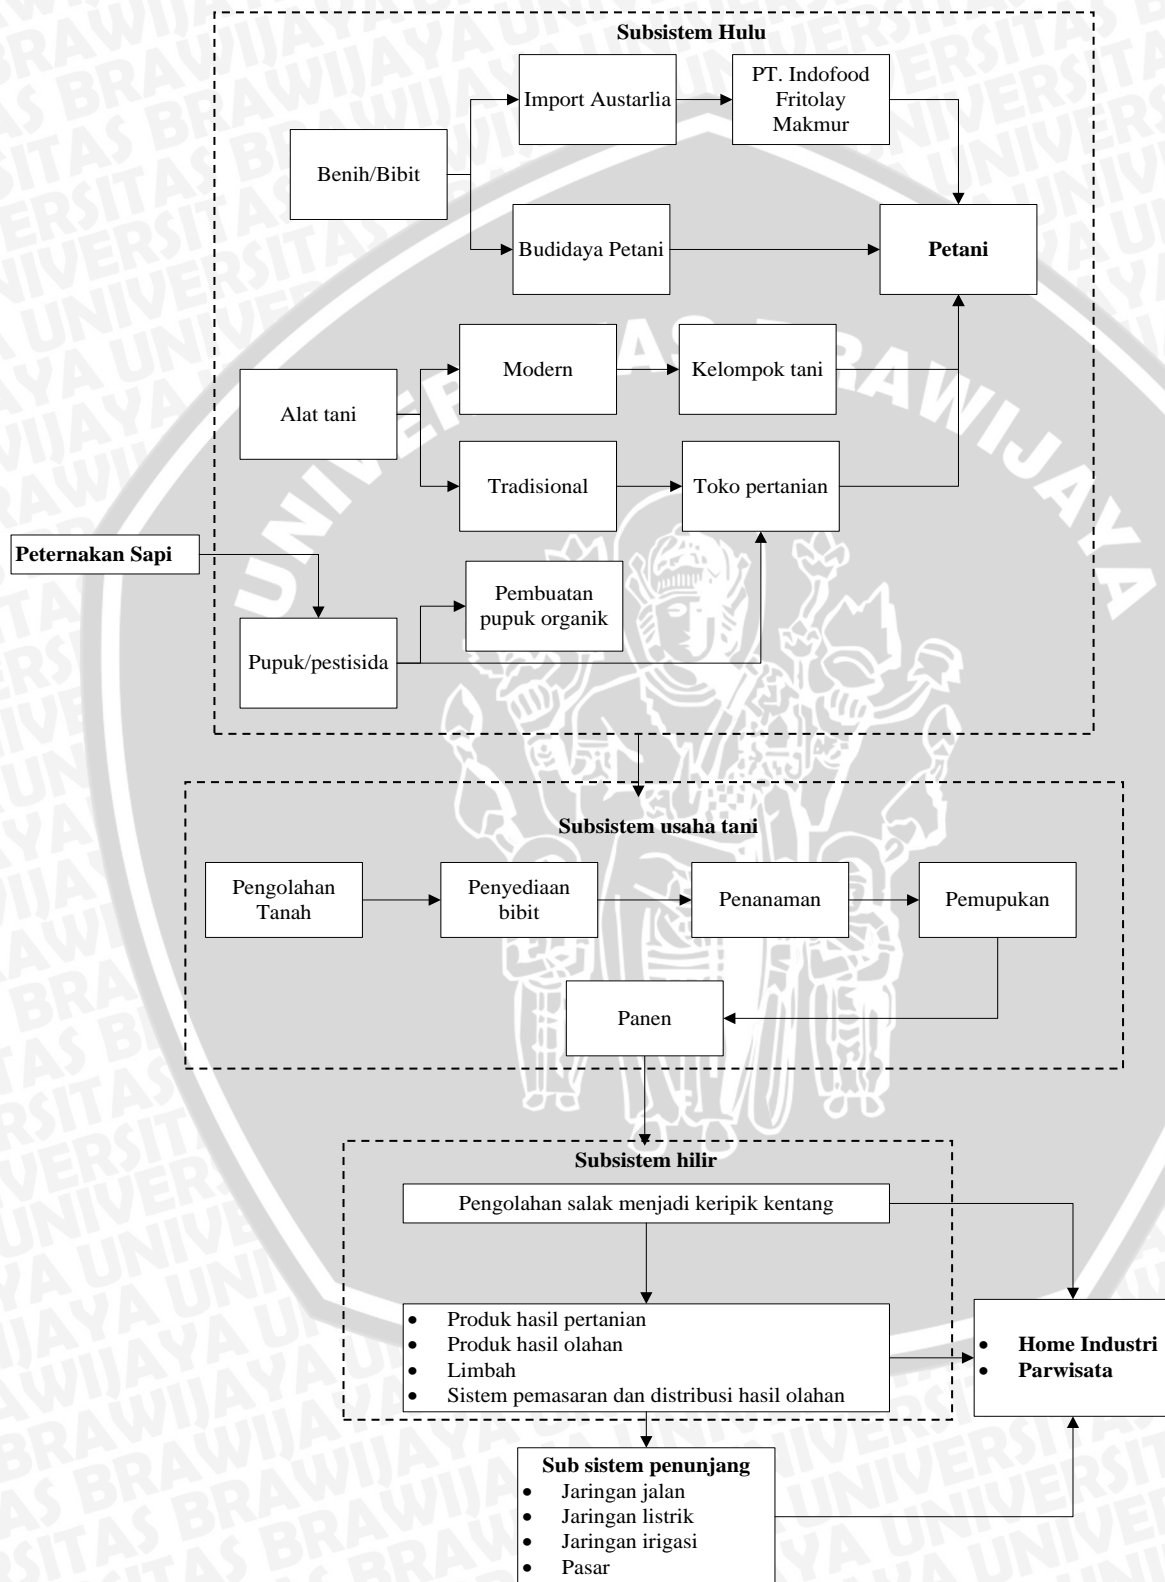 Subsistem Hulu
Import Austarlia
PT. Indofood
Fritolay
Makmur
Benih/Bibit
Budidaya Petani
Petani
Modern
Kelompok tani
Alat tani
Tradisional
Toko pertanian
Peternakan Sapi
Pembuatan
pupuk organik
Pupuk/pestisida
Subsistem usaha tani
Pengolahan
Tanah
Penyediaan
bibit
Penanaman
Pemupukan
Panen
Subsistem hilir
Pengolahan salak menjadi keripik kentang
• Produk hasil pertanian
• Produk hasil olahan
• Limbah
• Sistem pemasaran dan distribusi hasil olahan
• Home Industri
• Parwisata
Sub sistem penunjang
• Jaringan jalan
• Jaringan listrik
• Jaringan irigasi
• Pasar
UNIVERSITAS BRAWIJAYA